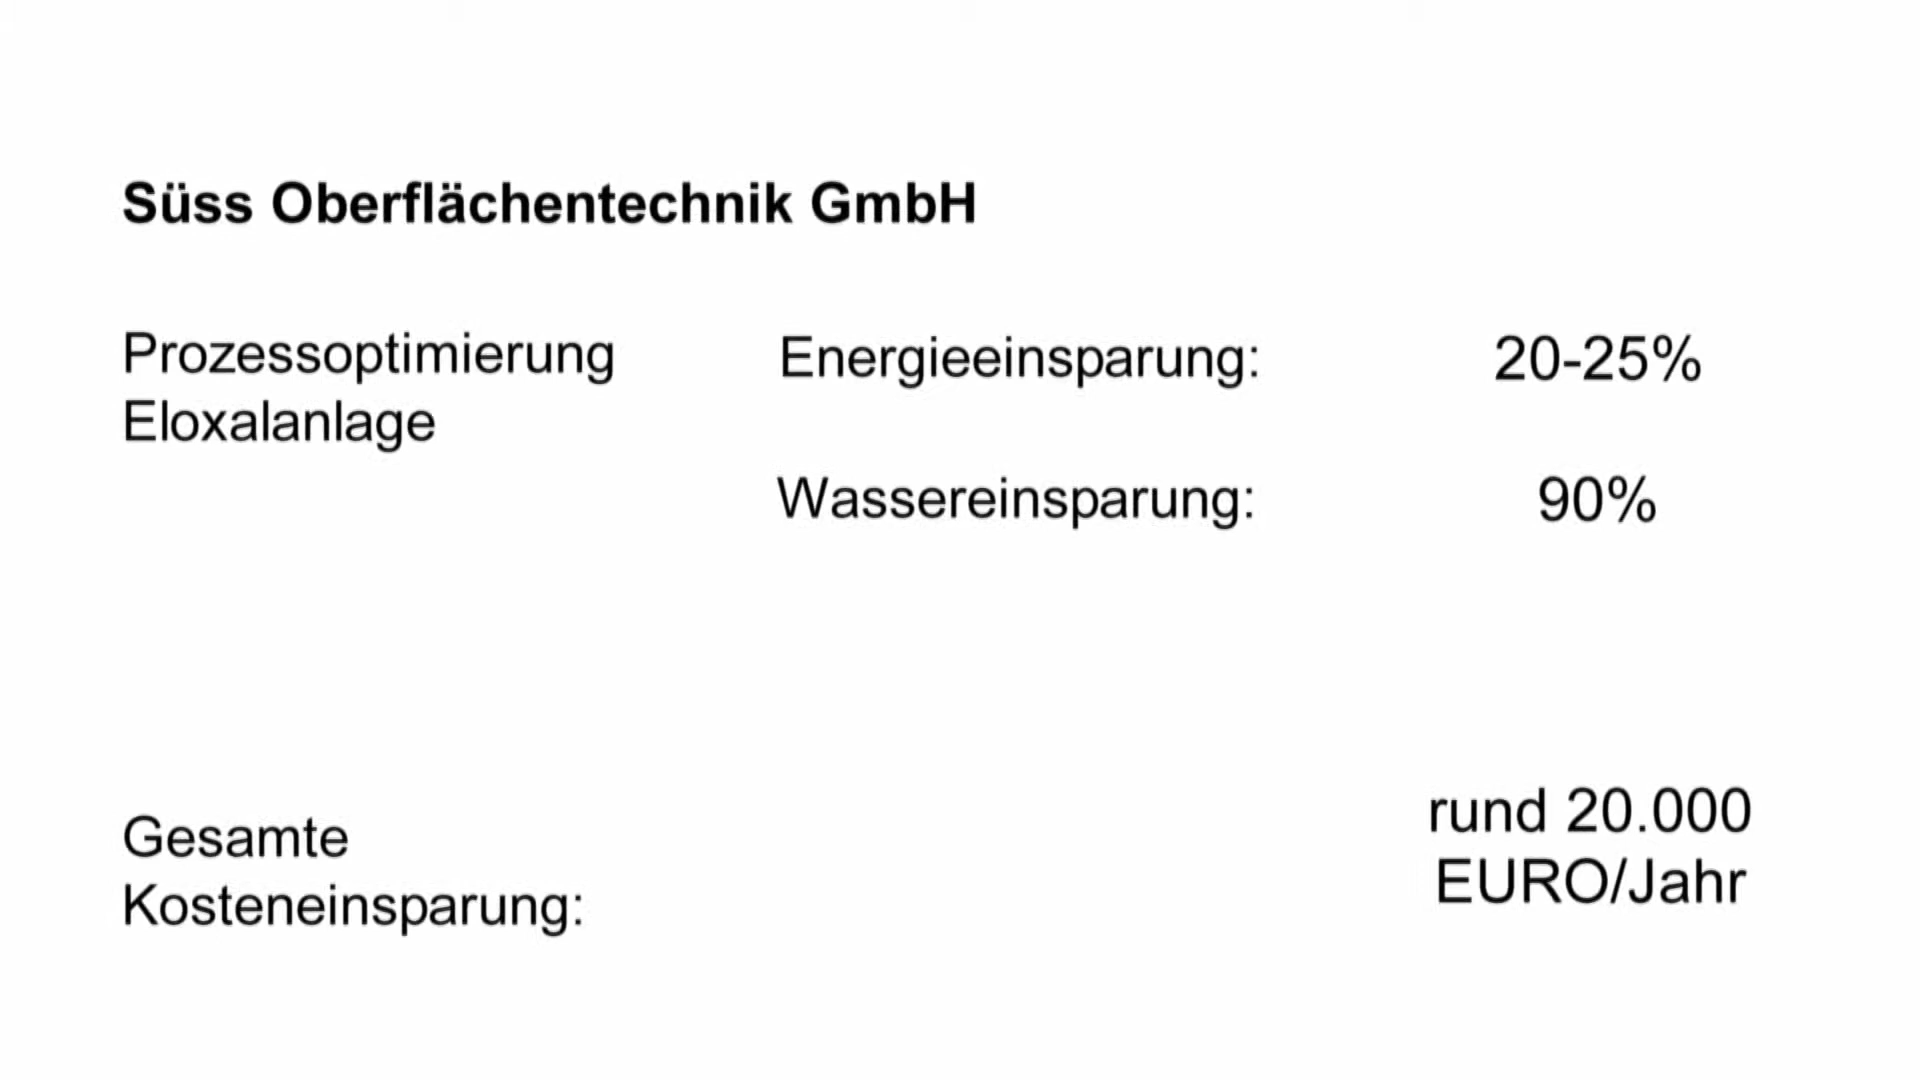 Süss Oberflächentechnik GmbH
Prozessoptimierung
Eloxalanlage
Energieeinsparung: 20-25%
Wassereinsparung: 90%
Gesamte
Kosteneinsparung:
rund 20.000
EURO/Jahr